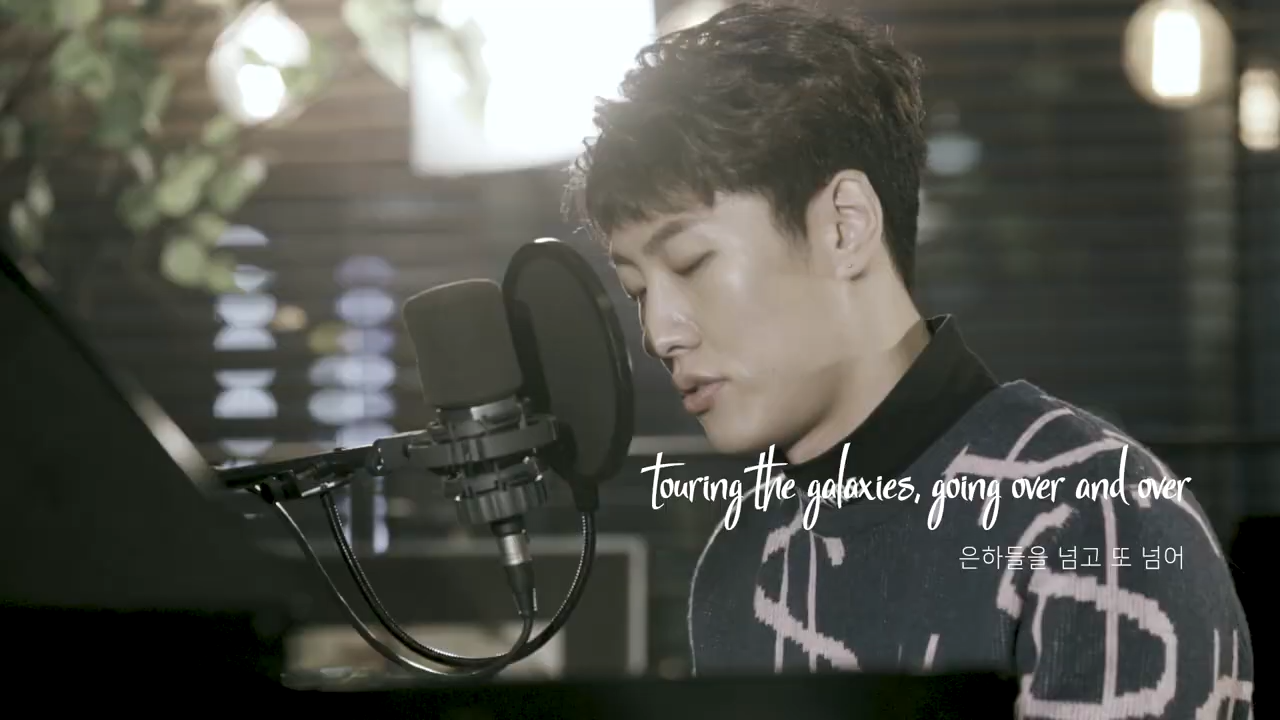 touring the galaxies, going over and over
은하들을 넘고 또 넘어